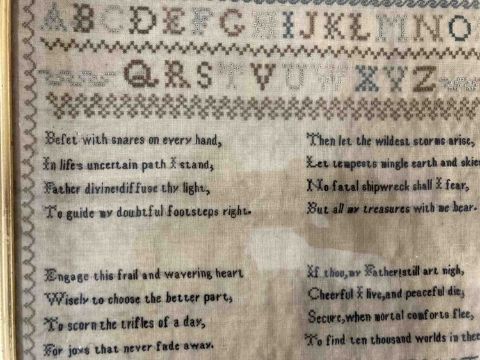 A B C D E F G H I J K L M N O
Q R S T V U W X Y Z
Beset with snares on every hand,
In life's uncertain path I stand,
Father divine! diffuse thy light,
To guide my doubtful footsteps right.
Engage this frail and wavering heart
Wisely to choose the better part,
To scorn the trifles of a day,
For joys that never fade away.
Then let the wildest storms arise,
Let tempests mingle earth and skie
No fatal shipwreck shall I fear,
But all my treasures with me bear.
If thou, my Father! still art nigh,
Cheerful I live, and peaceful die;
Secure, when mortal comforts flee,
To find ten thousand worlds in thee